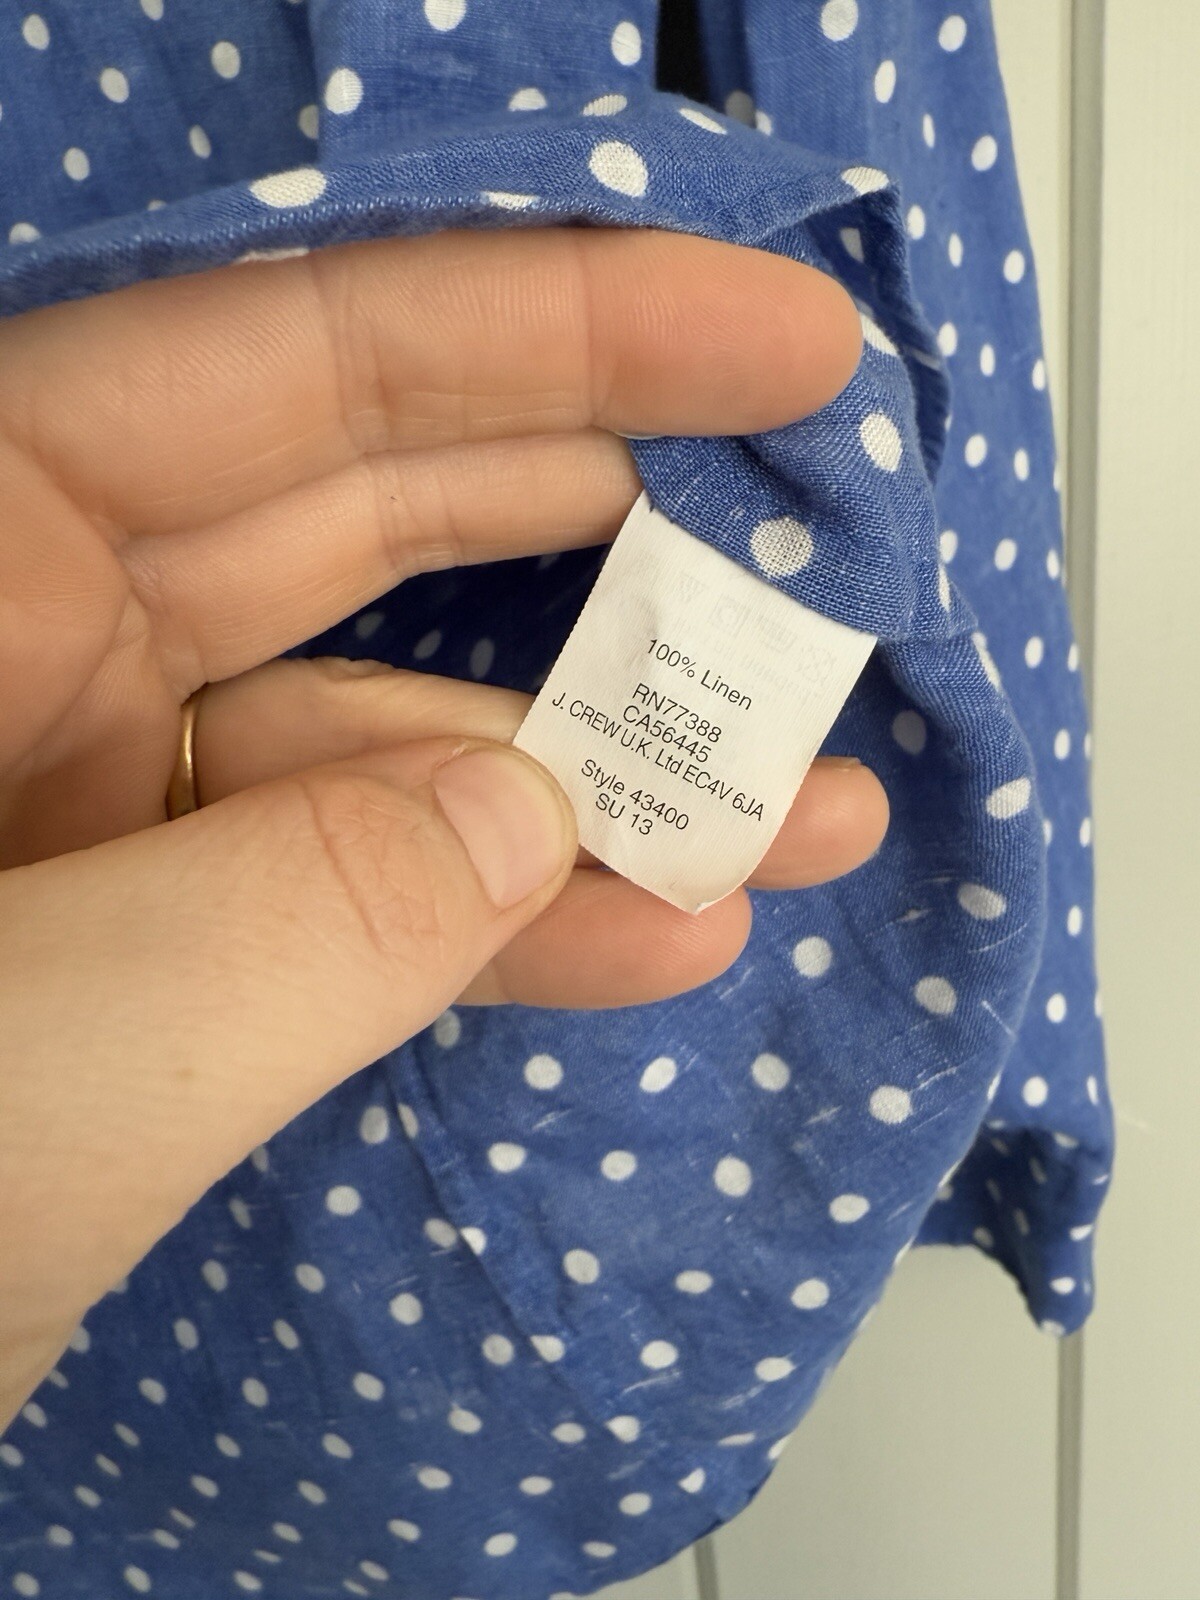 100% Linen
RN77388
CA56445
J. CREW U.K. Ltd EC4V 6JA
Style 43400
SU 13